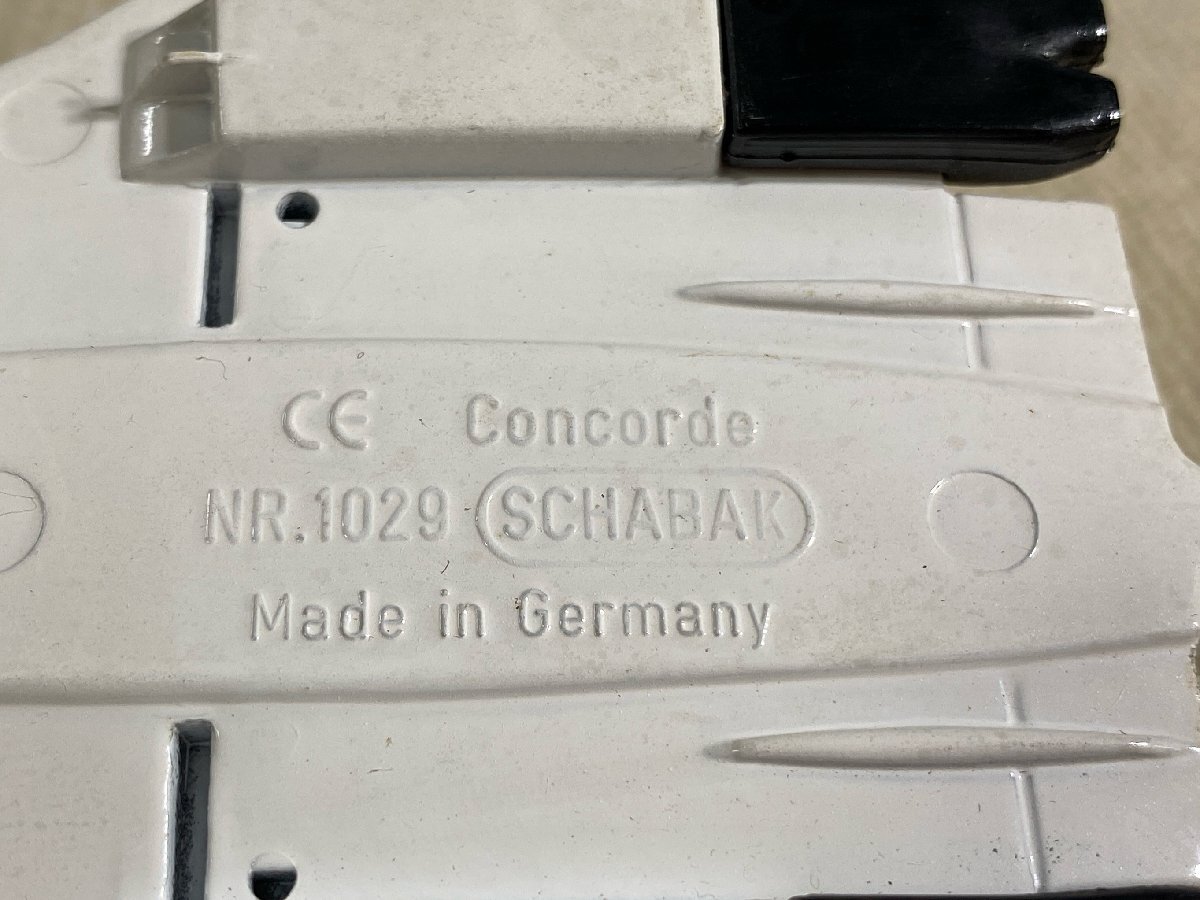 CE Concorde
NR.1029 SCHABAK
Made in Germany